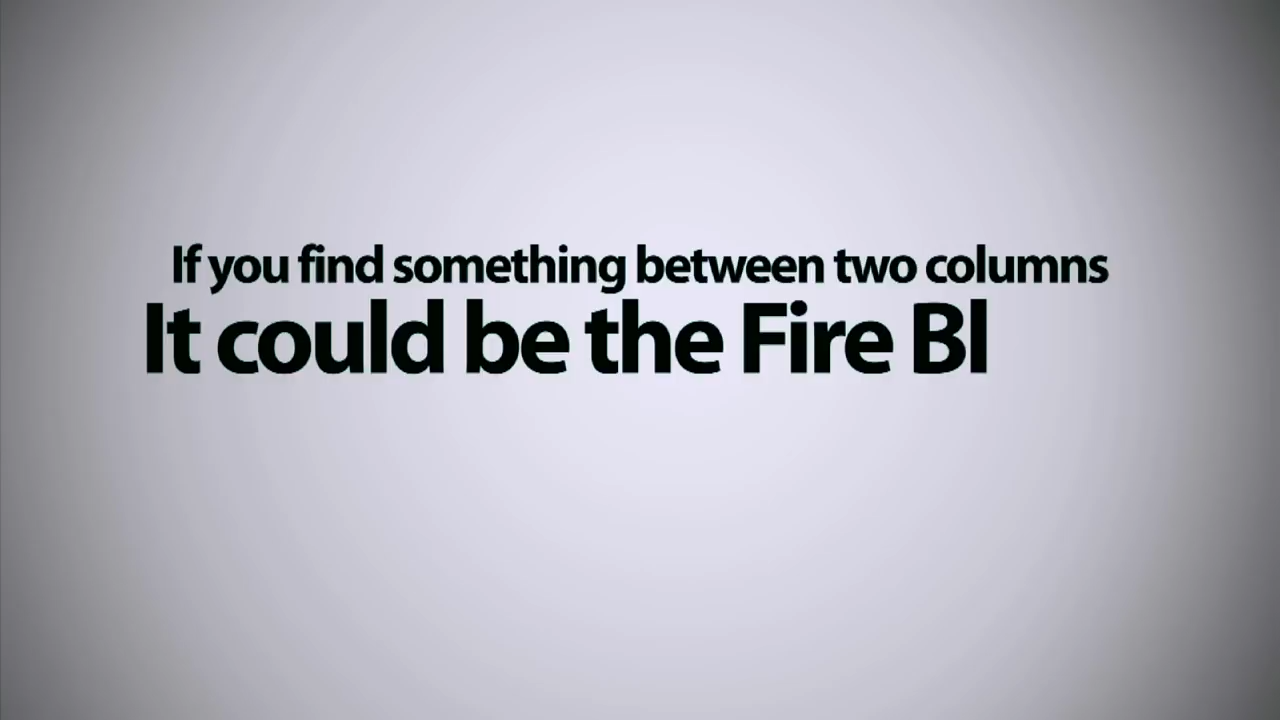 If you find something between two columns
It could be the Fire Bl